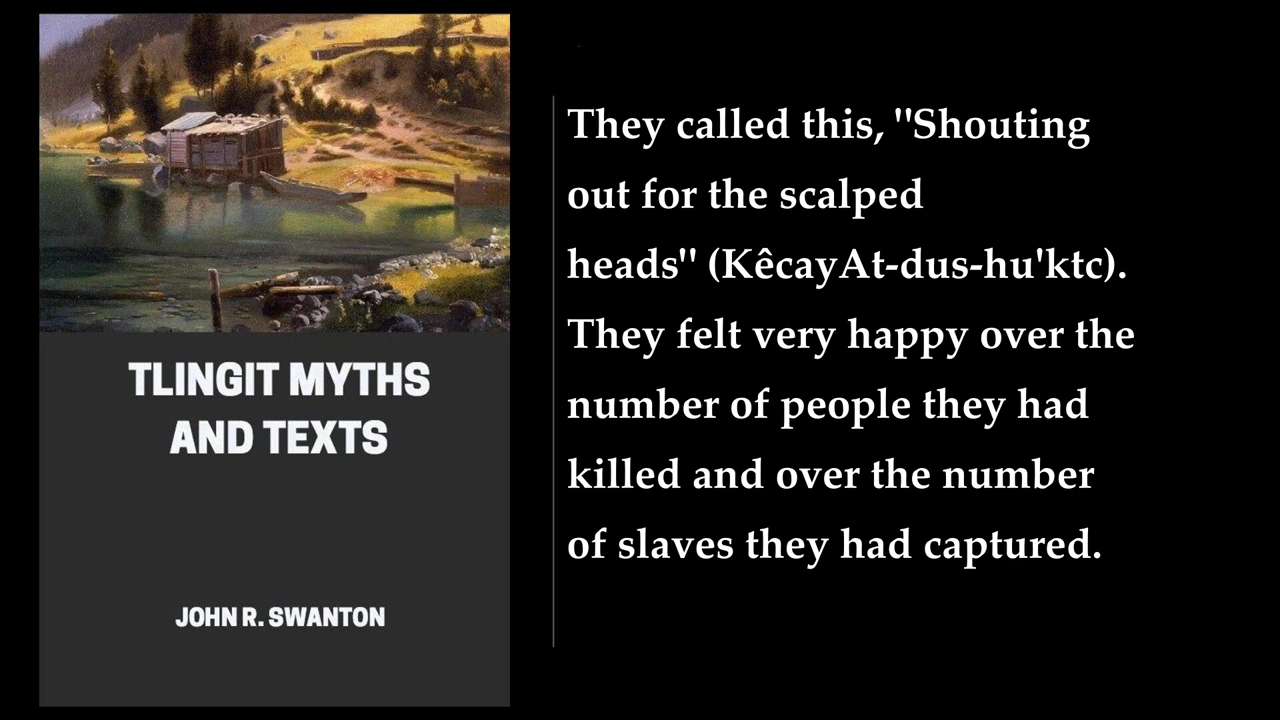 They called this, "Shouting
out for the scalped
heads" (KêcayAt-dus-hu'ktc).
They felt very happy over the
number of people they had
killed and over the number
of slaves they had captured.
TLINGIT MYTHS
AND TEXTS
JOHN R. SWANTON